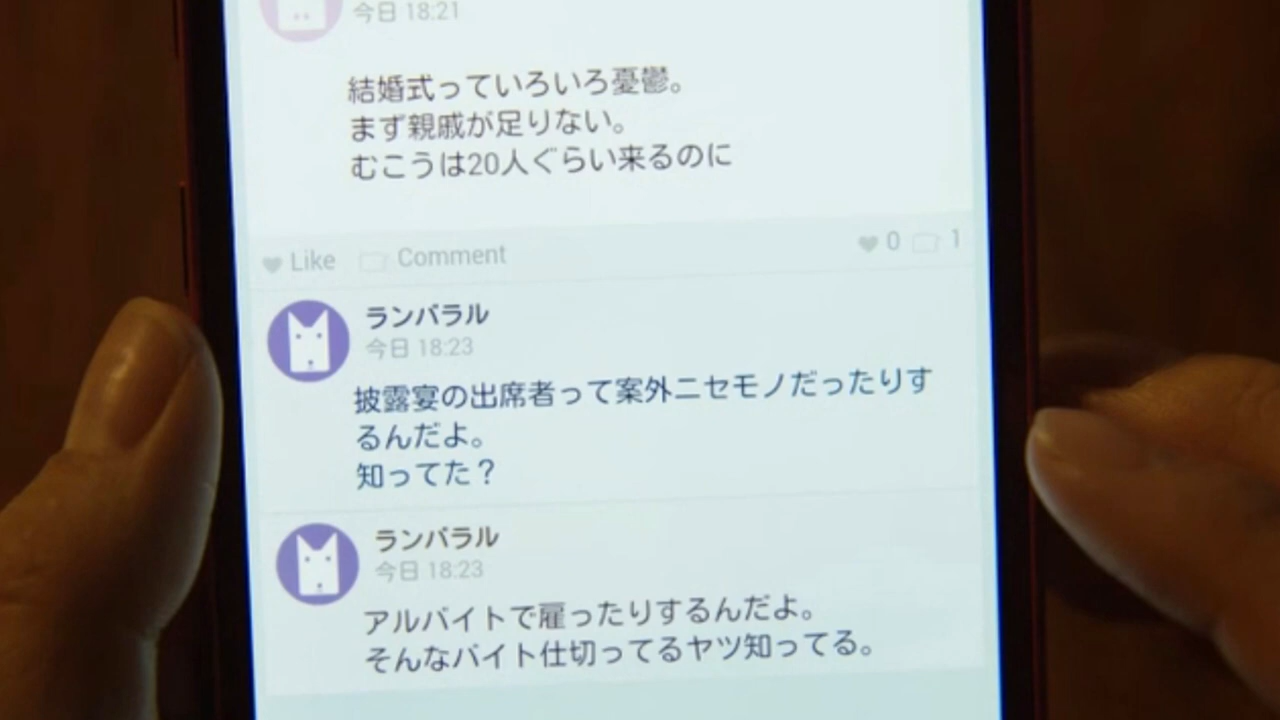 今日 18:21
結婚式っていろいろ憂鬱。
まず親戚が足りない。
むこうは20人ぐらい来るのに
Like Comment 0 1
ランバラル
今日 18:23
披露宴の出席者って案外ニセモノだったりす
るんだよ。
知ってた？
ランバラル
今日 18:23
アルバイトで雇ったりするんだよ。
そんなバイト仕切ってるヤツ知ってる。